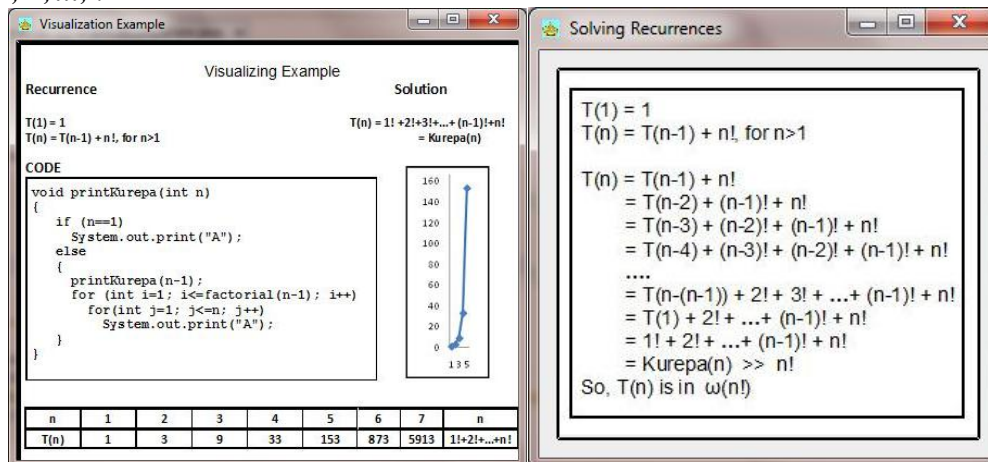 Visualization Example
Visualizing Example
Recurrence
Solution
T(1) = 1
T(n) = T(n-1) + n!, for n>1
T(n) = 1! +2!+3!+...+ (n-1)!+n!
= Kurepa(n)
CODE
void printKurepa(int n)
{
if (n==1)
System.out.print("A");
else
{
printKurepa(n-1);
for (int i=1; i<=factorial(n-1); i++)
for(int j=1; j<=n; j++)
System.out.print("A");
}
}
160
140
120
100
80
60
40
20
0
1 3 5
n 1 2 3 4 5 6 7 n
T(n) 1 3 9 33 153 873 5913 1!+2!+...+n!
Solving Recurrences
T(1) = 1
T(n) = T(n-1) + n!, for n>1
T(n) = T(n-1) + n!
= T(n-2) + (n-1)! + n!
= T(n-3) + (n-2)! + (n-1)! + n!
= T(n-4) + (n-3)! + (n-2)! + (n-1)! + n!
....
= T(n-(n-1)) + 2! + 3! + ...+ (n-1)! + n!
= T(1) + 2! + ...+ (n-1)! + n!
= 1! + 2! + ...+ (n-1)! + n!
= Kurepa(n) >> n!
So, T(n) is in ω(n!)